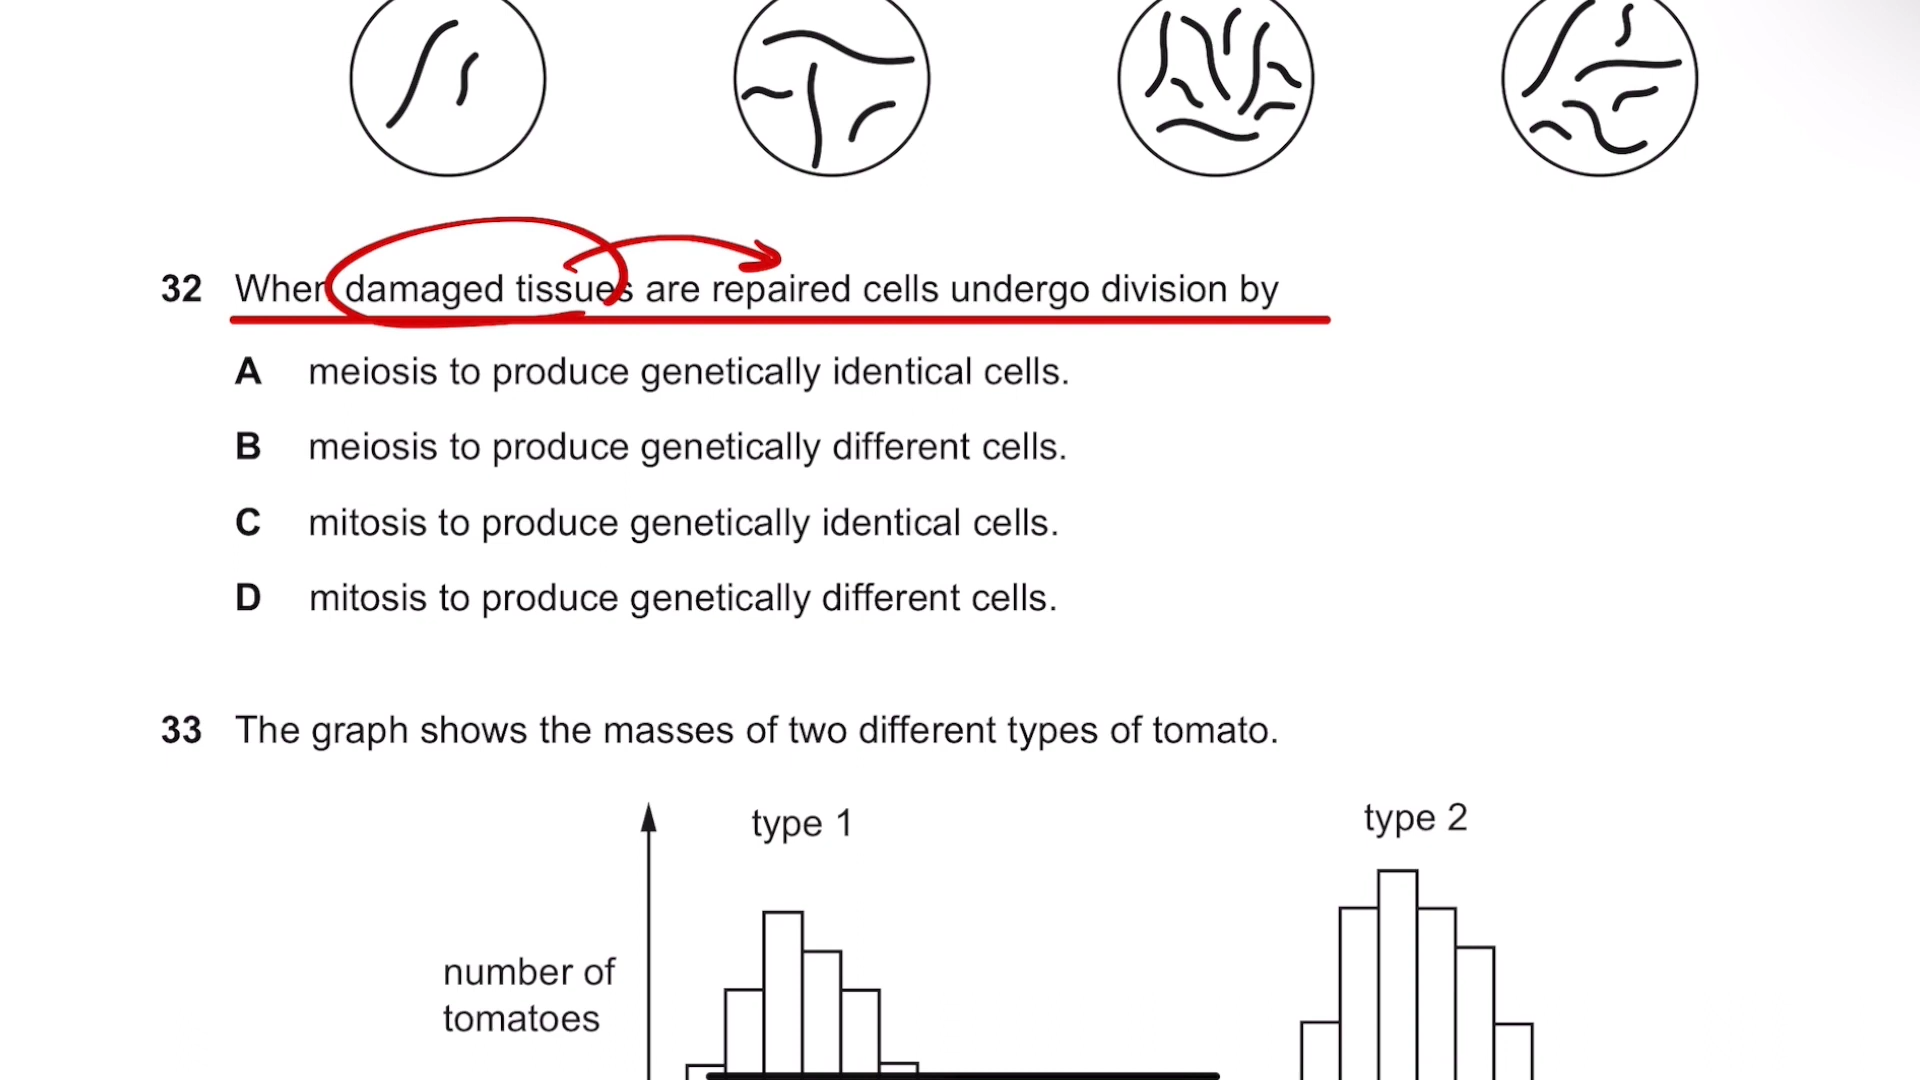 32 When damaged tissues are repaired cells undergo division by
A meiosis to produce genetically identical cells.
B meiosis to produce genetically different cells.
C mitosis to produce genetically identical cells.
D mitosis to produce genetically different cells.
33 The graph shows the masses of two different types of tomato.
type 1
type 2
number of
tomatoes